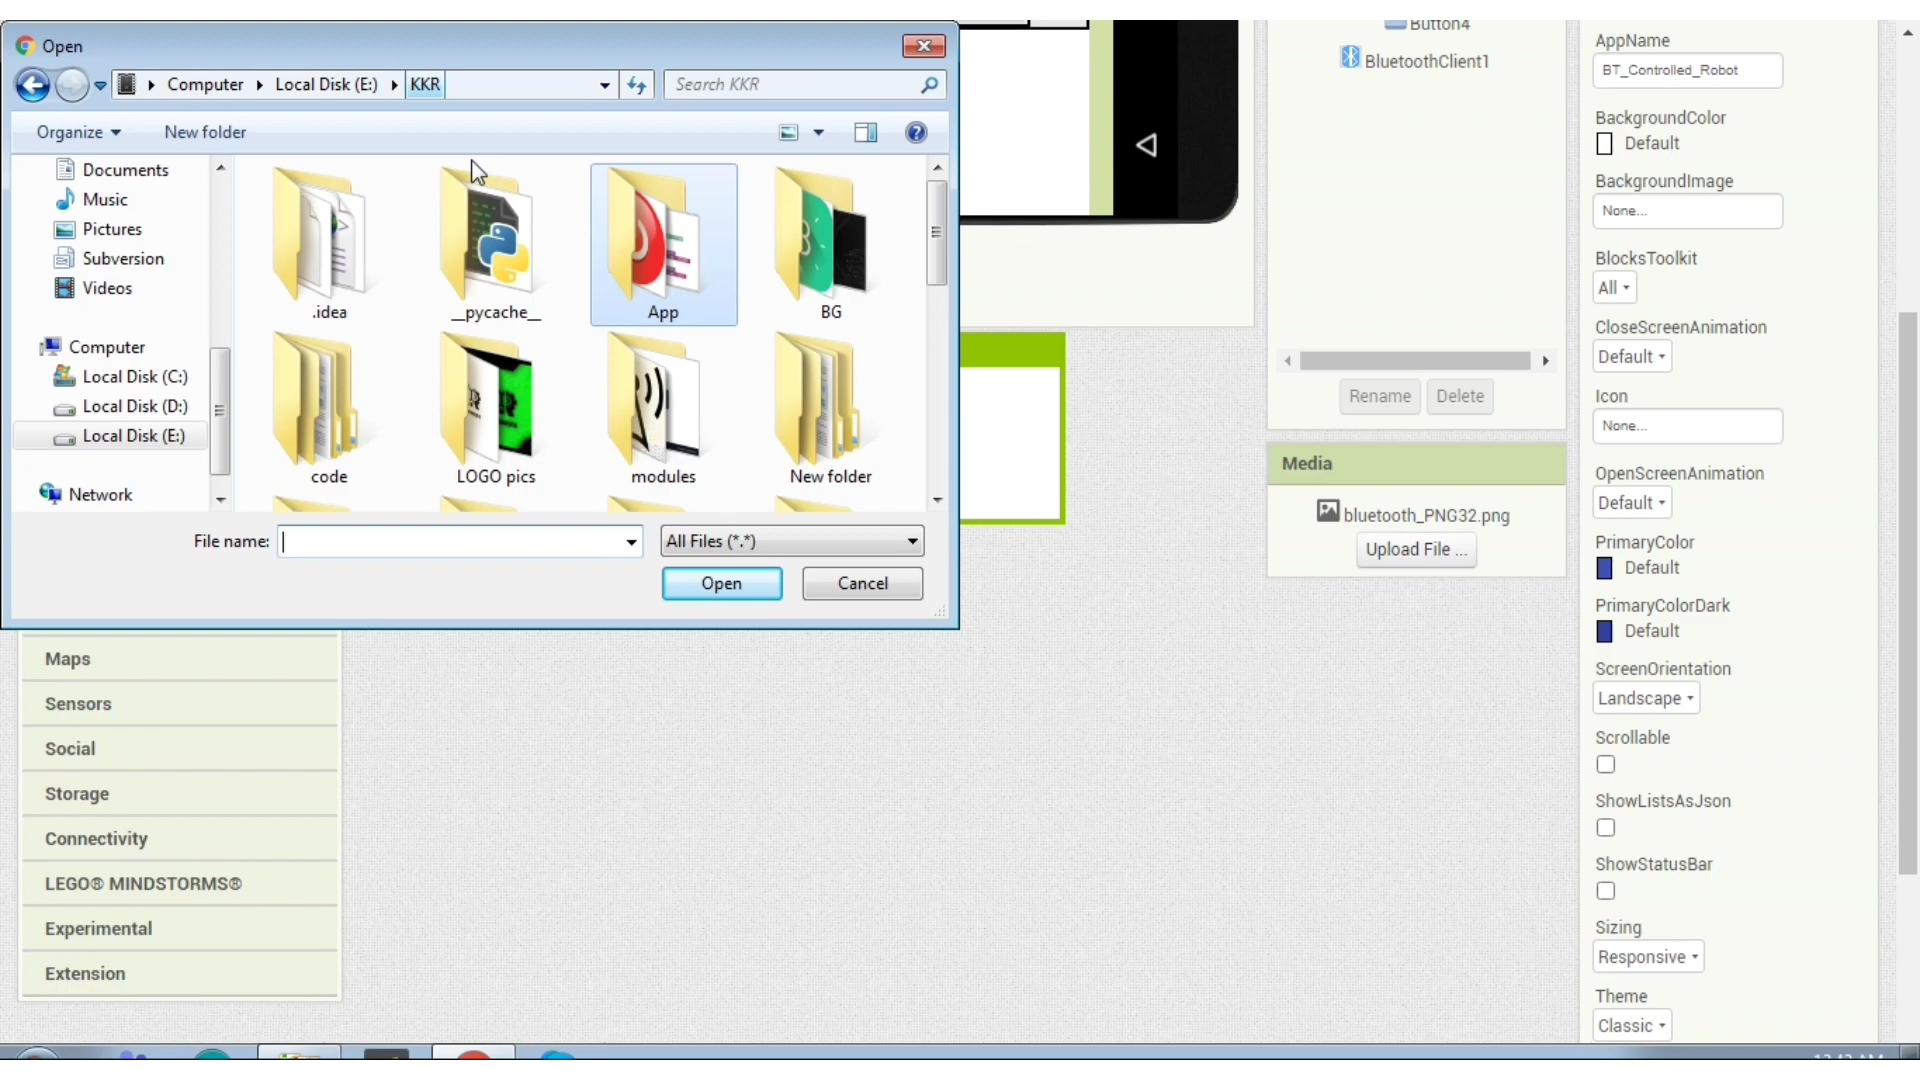 Open
Computer
Local Disk (E:)
KKR
Search KKR
Organize
New folder
Documents
Music
Pictures
Subversion
Videos
Computer
Local Disk (C:)
Local Disk (D:)
Local Disk (E:)
Network
.idea
__pycache__
App
BG
code
LOGO pics
modules
New folder
File name:
All Files (*.*)
Open
Cancel
Maps
Sensors
Social
Storage
Connectivity
LEGO® MINDSTORMS®
Experimental
Extension
Button4
BluetoothClient1
Rename
Delete
Media
bluetooth_PNG32.png
Upload File ...
AppName
BT_Controlled_Robot
BackgroundColor
Default
BackgroundImage
None...
BlocksToolkit
All
CloseScreenAnimation
Default
Icon
None...
OpenScreenAnimation
Default
PrimaryColor
Default
PrimaryColorDark
Default
ScreenOrientation
Landscape
Scrollable
ShowListsAsJson
ShowStatusBar
Sizing
Responsive
Theme
Classic